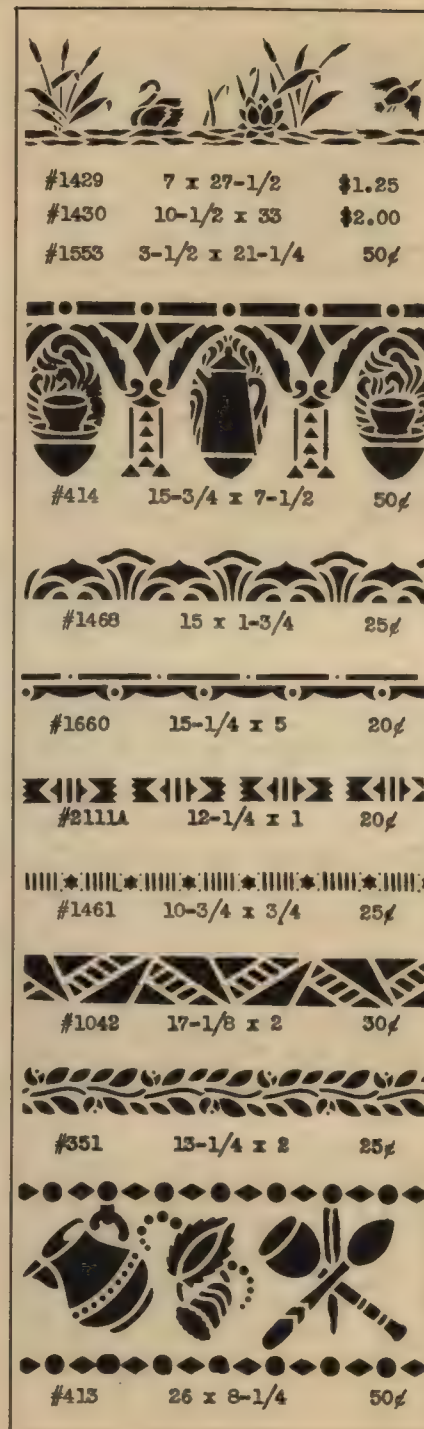 #1429 7 x 27-1/2 $1.25
#1430 10-1/2 x 33 $2.00
#1553 3-1/2 x 21-1/4 50¢
#414 15-3/4 x 7-1/2 50¢
#1468 15 x 1-3/4 25¢
#1660 15-1/4 x 5 20¢
#2111A 12-1/4 x 1 20¢
#1461 10-3/4 x 3/4 25¢
#1042 17-1/8 x 2 30¢
#351 13-1/4 x 2 25¢
#413 26 x 8-1/4 50¢